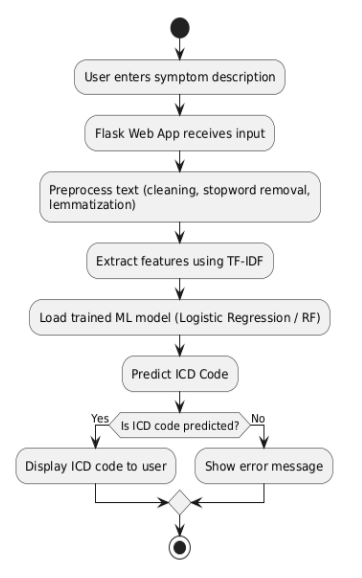 User enters symptom description
Flask Web App receives input
Preprocess text (cleaning, stopword removal,
lemmatization)
Extract features using TF-IDF
Load trained ML model (Logistic Regression / RF)
Predict ICD Code
Is ICD code predicted?
Yes
No
Display ICD code to user
Show error message